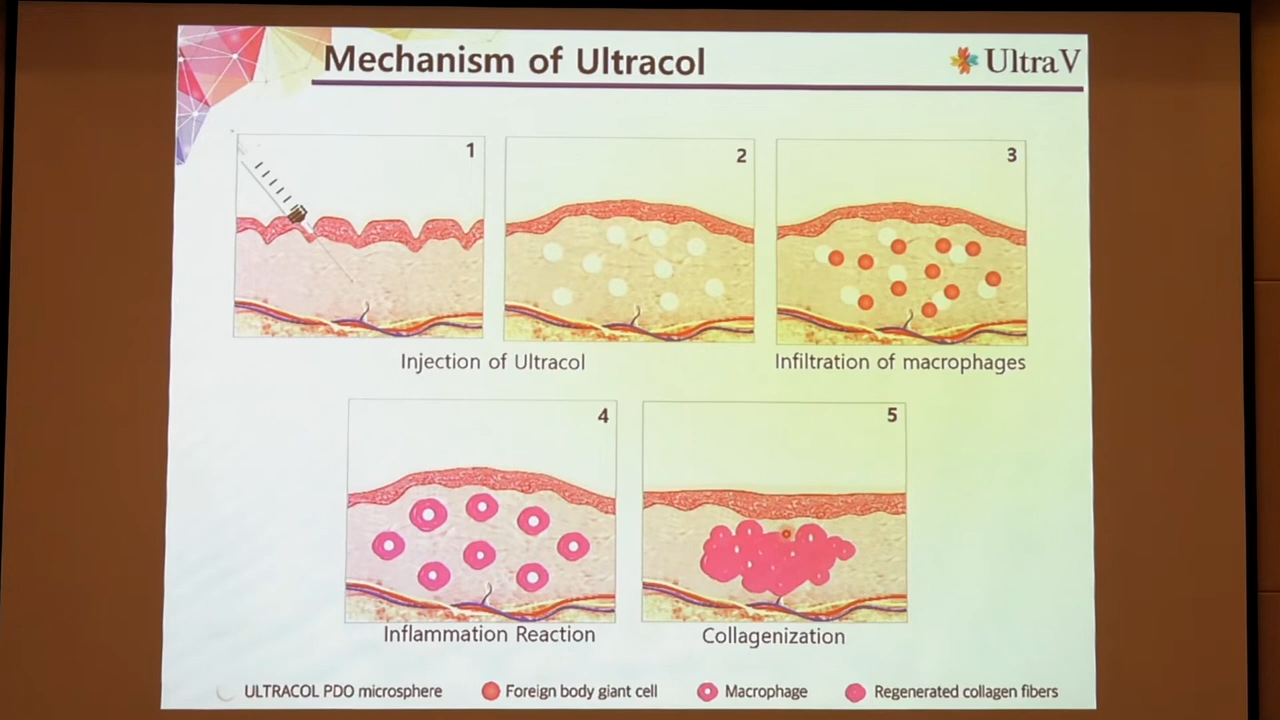 Mechanism of Ultracol
UltraV
1
2
3
Injection of Ultracol
Infiltration of macrophages
4
5
Inflammation Reaction
Collagenization
ULTRACOL PDO microsphere
Foreign body giant cell
Macrophage
Regenerated collagen fibers